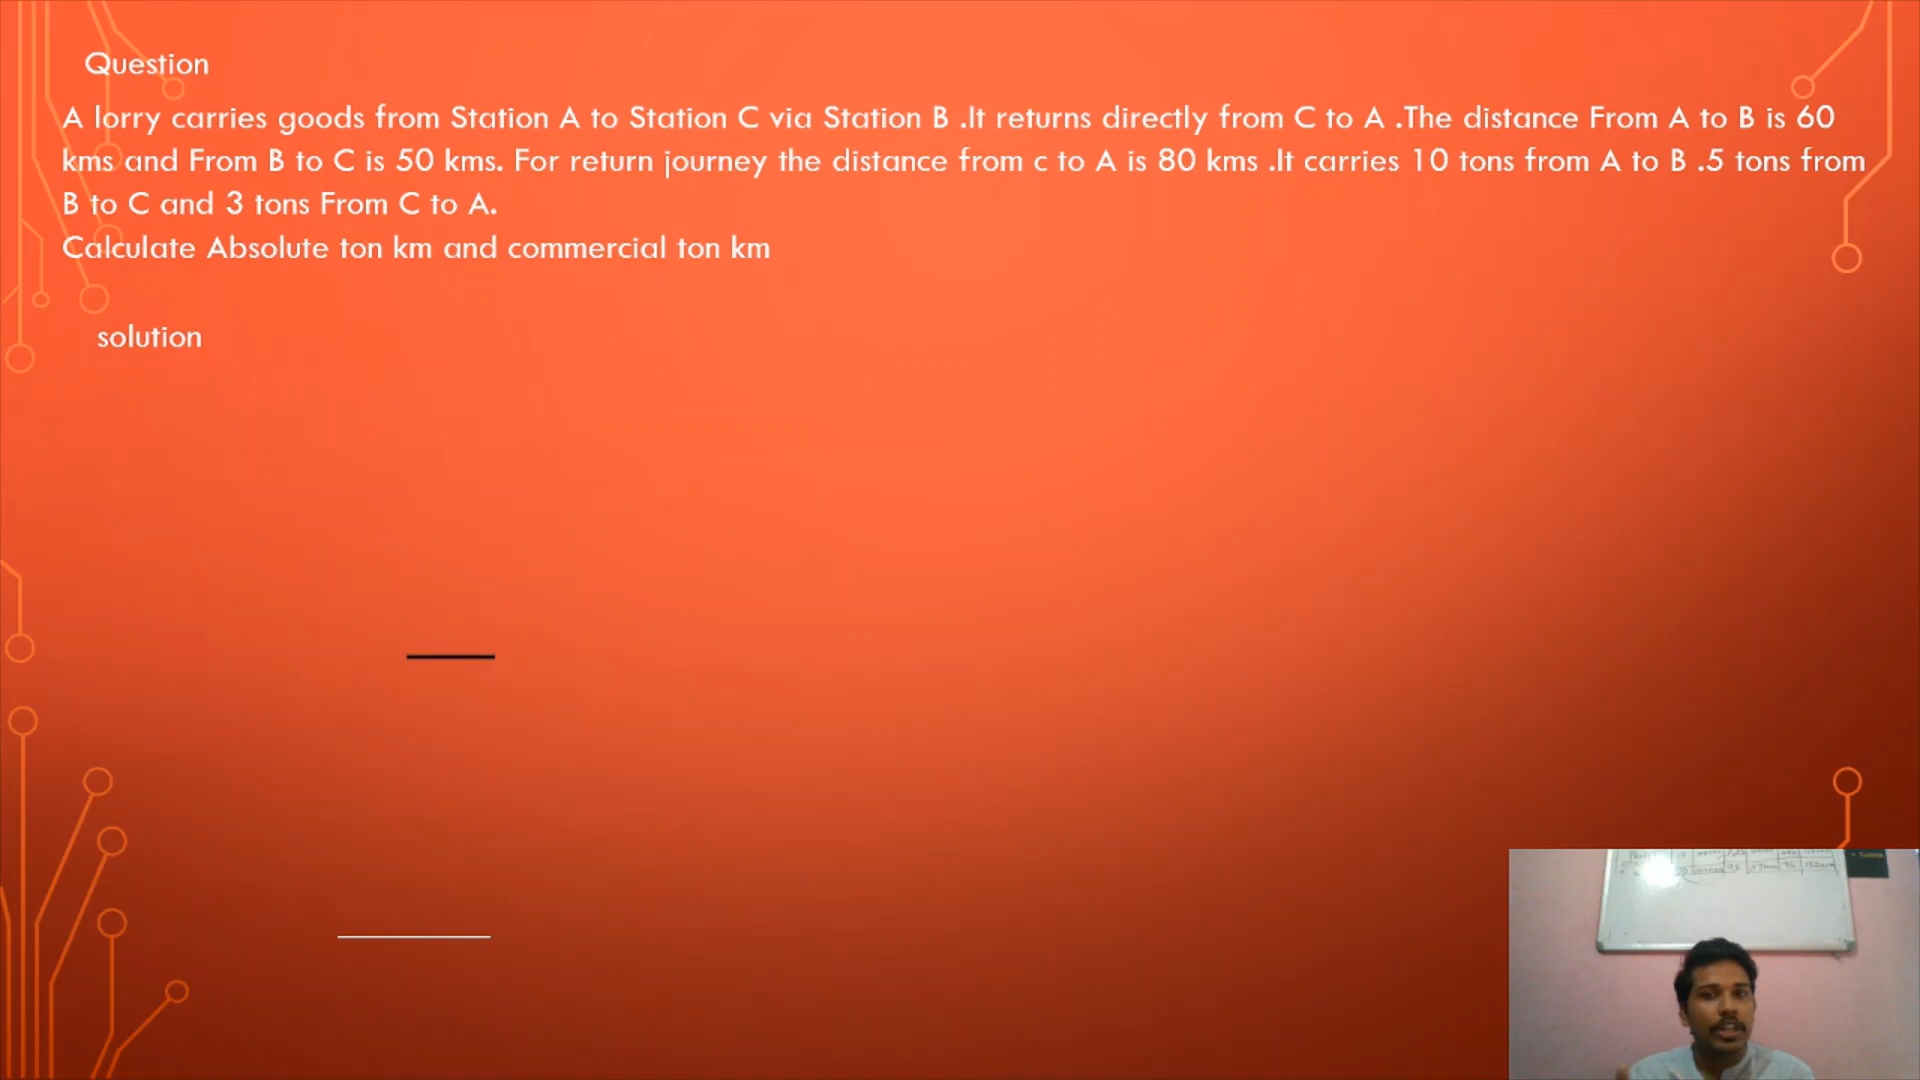 Question
A lorry carries goods from Station A to Station C via Station B .It returns directly from C to A .The distance From A to B is 60
kms and From B to C is 50 kms. For return journey the distance from c to A is 80 kms .It carries 10 tons from A to B .5 tons from
B to C and 3 tons From C to A.
Calculate Absolute ton km and commercial ton km
solution